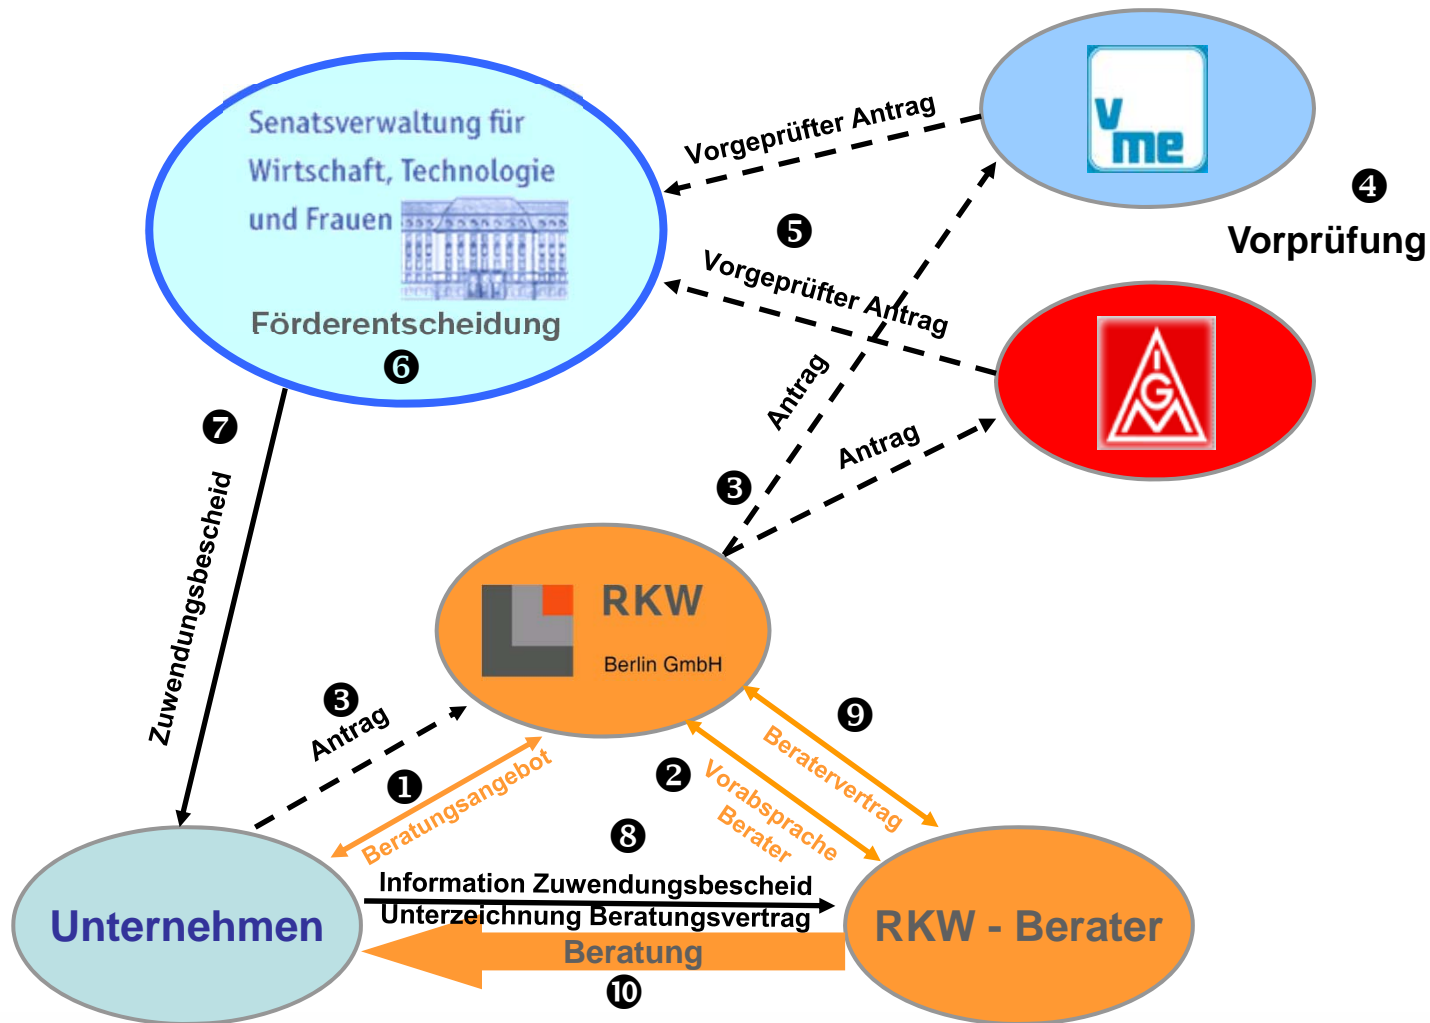 Senatsverwaltung für
Wirtschaft, Technologie
und Frauen
Förderentscheidung
❻
Vorgeprüfter Antrag
v
me
❹
Vorprüfung
❺
Vorgeprüfter Antrag
I
G
M
❼
Zuwendungsbescheid
Antrag
Antrag
❸
RKW
Berlin GmbH
❸
Antrag
❶
Beratungsangebot
❷
Vorabsprache
Berater
❾
Beratervertrag
❽
Information Zuwendungsbescheid
Unterzeichnung Beratungsvertrag
Unternehmen
RKW - Berater
Beratung
❿